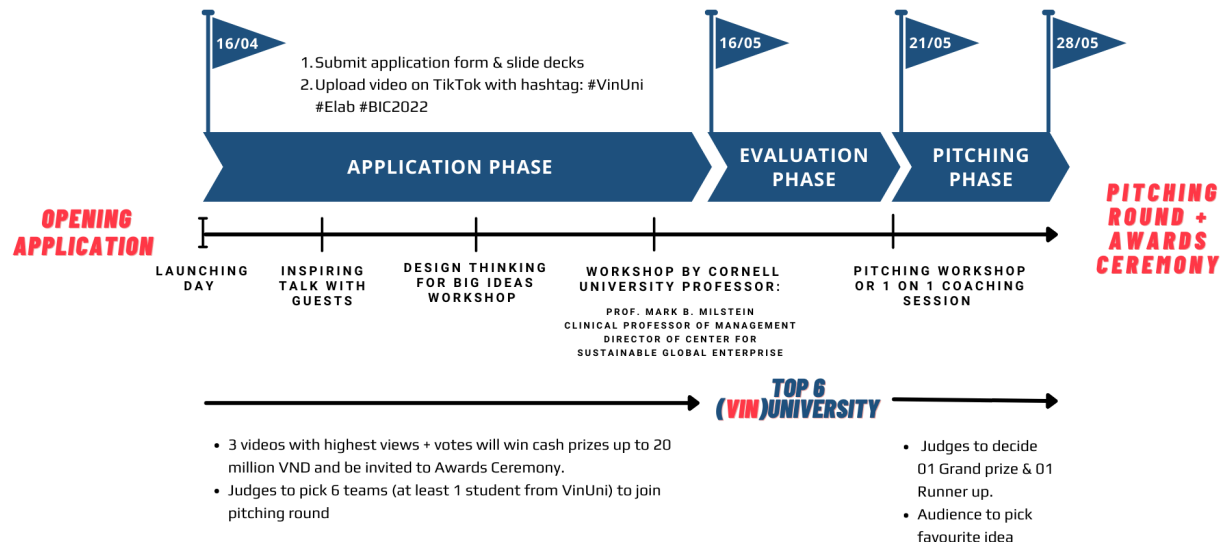 16/04
16/05
21/05
28/05
1. Submit application form & slide decks
2. Upload video on TikTok with hashtag: #VinUni
#Elab #BIC2022
APPLICATION PHASE
EVALUATION
PHASE
PITCHING
PHASE
OPENING
APPLICATION
PITCHING
ROUND +
AWARDS
CEREMONY
LAUNCHING
DAY
INSPIRING
TALK WITH
GUESTS
DESIGN THINKING
FOR BIG IDEAS
WORKSHOP
WORKSHOP BY CORNELL
UNIVERSITY PROFESSOR:
PROF. MARK B. MILSTEIN
CLINICAL PROFESSOR OF MANAGEMENT
DIRECTOR OF CENTER FOR
SUSTAINABLE GLOBAL ENTERPRISE
PITCHING WORKSHOP
OR 1 ON 1 COACHING
SESSION
TOP 6
(VIN)UNIVERSITY
• 3 videos with highest views + votes will win cash prizes up to 20
million VND and be invited to Awards Ceremony.
• Judges to pick 6 teams (at least 1 student from VinUni) to join
pitching round
• Judges to decide
01 Grand prize & 01
Runner up.
• Audience to pick
favourite idea